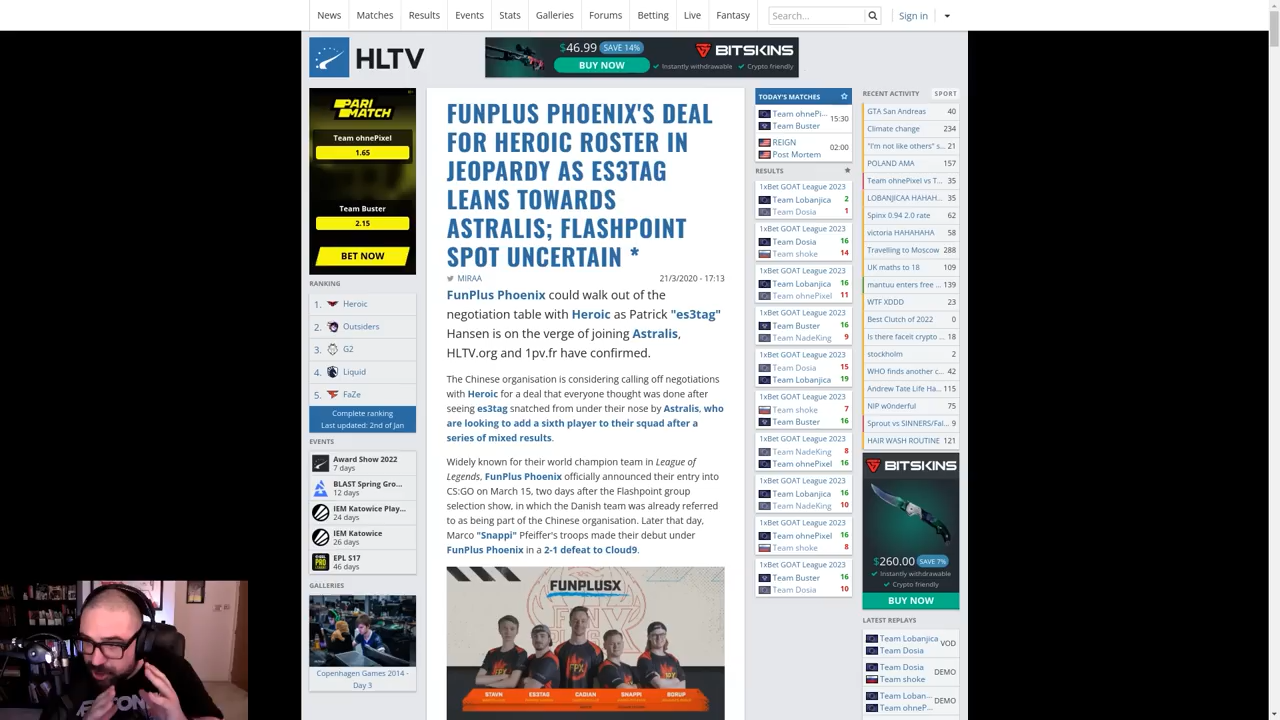 News Matches Results Events Stats Galleries Forums Betting Live Fantasy Search... Sign in
HLTV
$46.99 SAVE 14%
BUY NOW
BITSKINS
Instantly withdrawable Crypto friendly
PARI
MATCH
Team ohnePixel
1.65
Team Buster
2.15
BET NOW
RANKING
1. Heroic
2. Outsiders
3. G2
4. Liquid
5. FaZe
Complete ranking
Last updated: 2nd of Jan
EVENTS
Award Show 2022
7 days
BLAST Spring Gro...
12 days
IEM Katowice Play...
24 days
IEM Katowice
26 days
EPL S17
46 days
GALLERIES
Copenhagen Games 2014 -
Day 3
FUNPLUS PHOENIX'S DEAL
FOR HEROIC ROSTER IN
JEOPARDY AS ES3TAG
LEANS TOWARDS
ASTRALIS; FLASHPOINT
SPOT UNCERTAIN *
MIRAA 21/3/2020 - 17:13
FunPlus Phoenix could walk out of the
negotiation table with Heroic as Patrick "es3tag"
Hansen is on the verge of joining Astralis,
HLTV.org and 1pv.fr have confirmed.
The Chinese organisation is considering calling off negotiations
with Heroic for a deal that everyone thought was done after
seeing es3tag snatched from under their nose by Astralis, who
are looking to add a sixth player to their squad after a
series of mixed results.
Widely known for their world champion team in League of
Legends, FunPlus Phoenix officially announced their entry into
CS:GO on March 15, two days after the Flashpoint group
selection show, in which the Danish team was already referred
to as being part of the Chinese organisation. Later that day,
Marco "Snappi" Pfeiffer's troops made their debut under
FunPlus Phoenix in a 2-1 defeat to Cloud9.
FUNPLUSX
STAVN ES3TAG CADIAN SNAPPI BORUP
TODAY'S MATCHES
Team ohnePi... 15:30
Team Buster
REIGN 02:00
Post Mortem
RESULTS
1xBet GOAT League 2023
Team Lobanjica 2
Team Dosia 1
1xBet GOAT League 2023
Team Dosia 16
Team shoke 14
1xBet GOAT League 2023
Team Lobanjica 16
Team ohnePixel 11
1xBet GOAT League 2023
Team Buster 16
Team NadeKing 9
1xBet GOAT League 2023
Team Dosia 15
Team Lobanjica 19
1xBet GOAT League 2023
Team shoke 7
Team Buster 16
1xBet GOAT League 2023
Team NadeKing 8
Team ohnePixel 16
1xBet GOAT League 2023
Team Lobanjica 16
Team NadeKing 10
1xBet GOAT League 2023
Team ohnePixel 16
Team shoke 8
1xBet GOAT League 2023
Team Buster 16
Team Dosia 10
RECENT ACTIVITY SPORT
GTA San Andreas 40
Climate change 234
"I'm not like others" s... 21
POLAND AMA 157
Team ohnePixel vs T... 35
LOBANJICAA HAHAH... 35
Spinx 0.94 2.0 rate 62
victoria HAHAHAHA 58
Travelling to Moscow 288
UK maths to 18 109
mantuu enters free ... 139
WTF XDDD 23
Best Clutch of 2022 0
Is there faceit crypto ... 18
stockholm 2
WHO finds another c... 42
Andrew Tate Life Ha... 115
NIP w0nderful 75
Sprout vs SINNERS/Fal... 9
HAIR WASH ROUTINE 121
BITSKINS
$260.00 SAVE 7%
Instantly withdrawable
Crypto friendly
BUY NOW
LATEST REPLAYS
Team Lobanjica VOD
Team Dosia
Team Dosia DEMO
Team shoke
Team Loban... DEMO
Team ohneP...